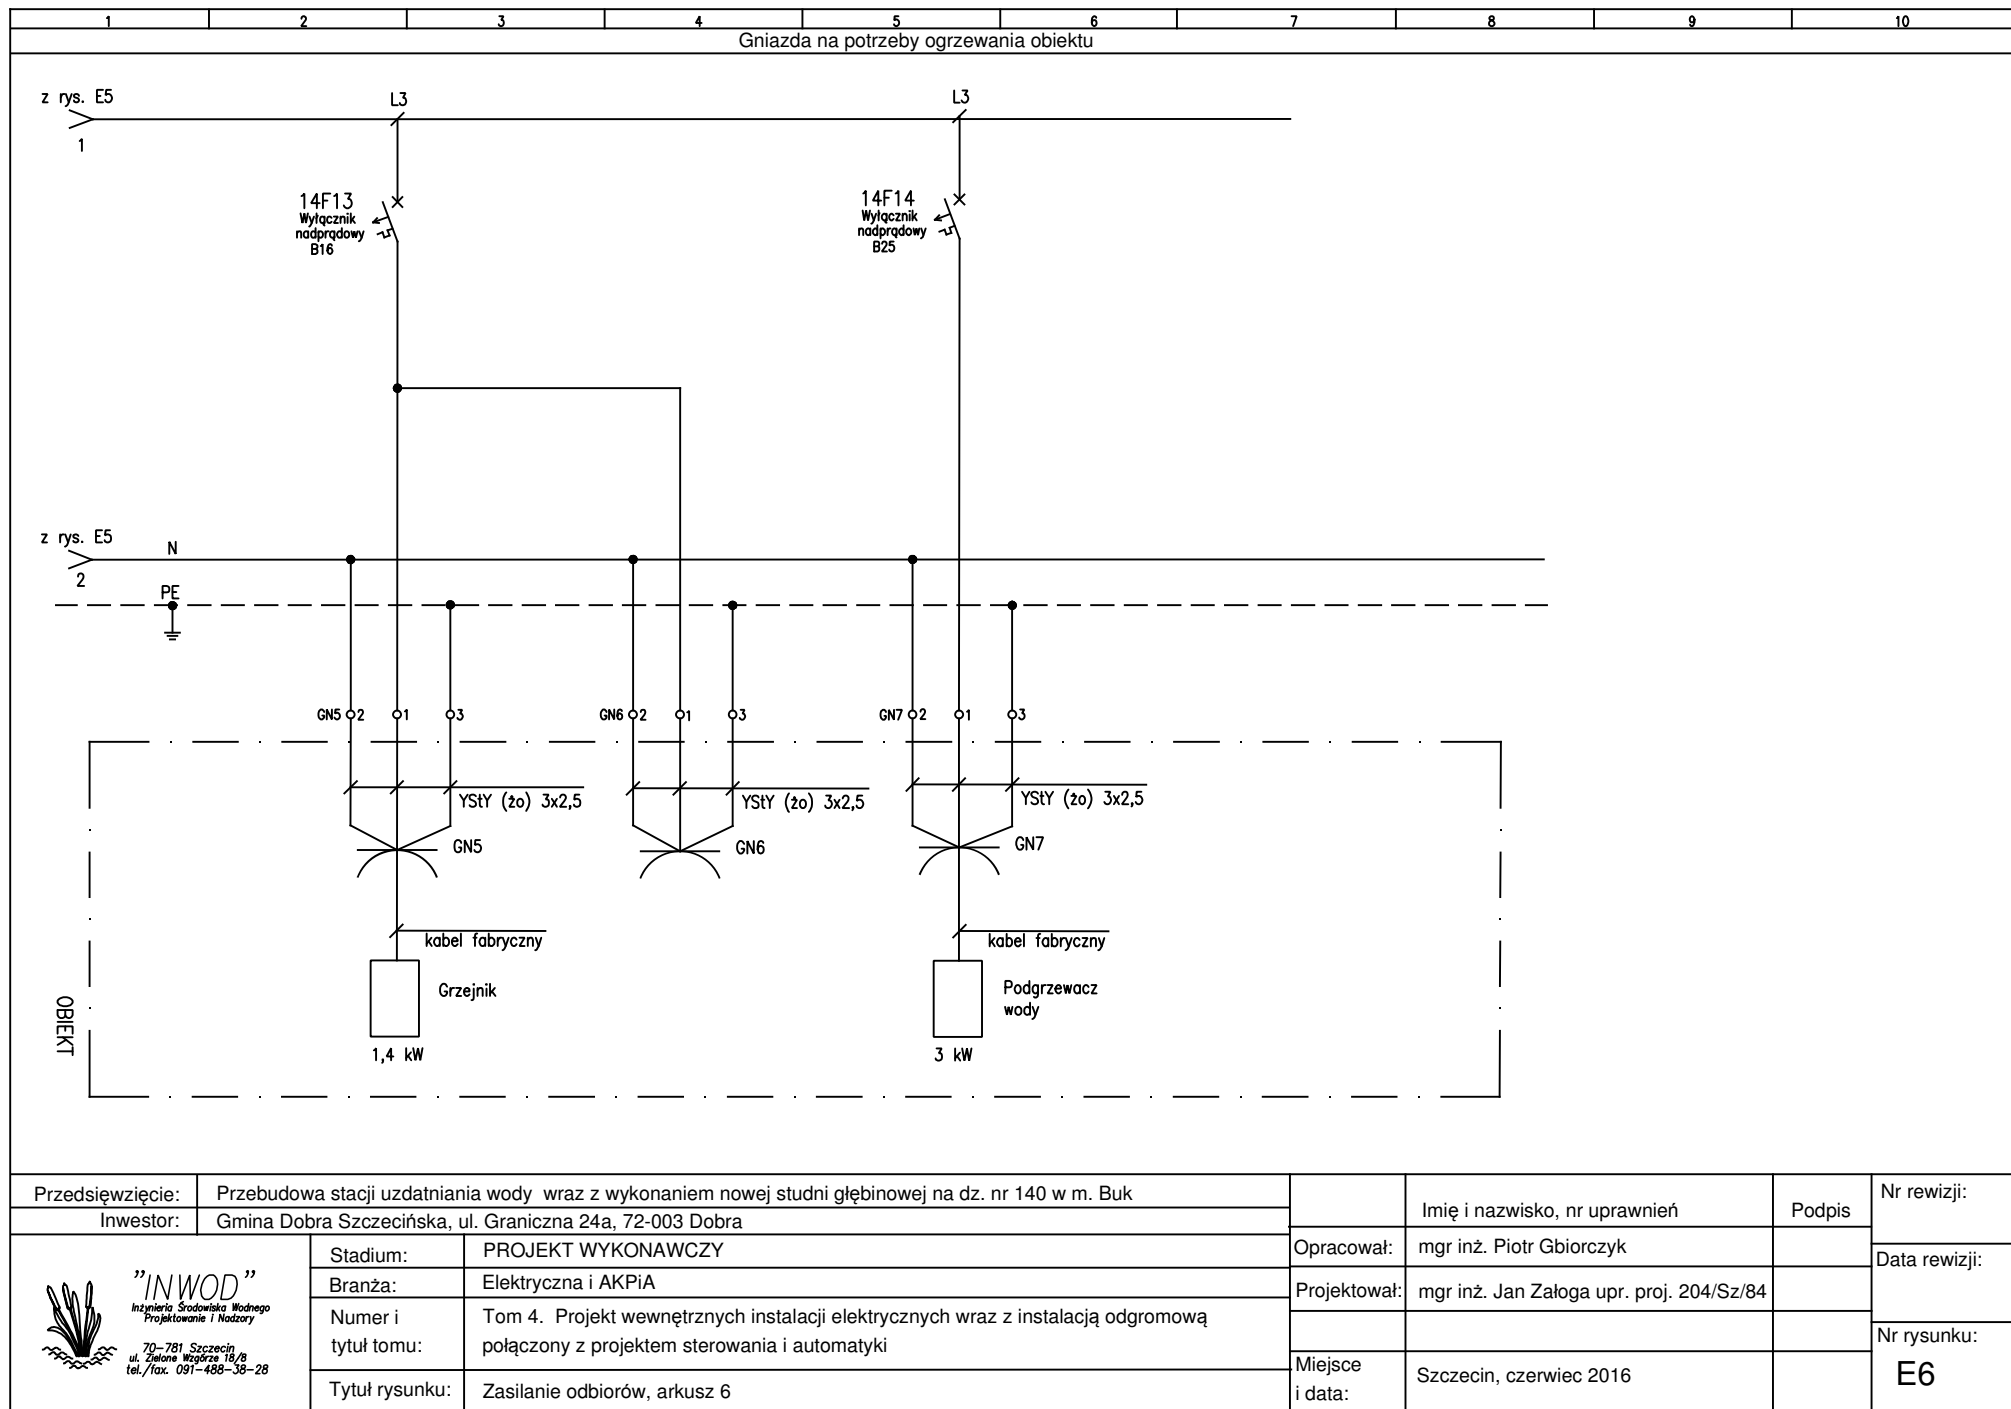 1 2 3 4 5 6 7 8 9 10
Gniazda na potrzeby ogrzewania obiektu
z rys. E5
1
L3
L3
14F13
Wyłącznik
nadprądowy
B16
14F14
Wyłącznik
nadprądowy
B25
z rys. E5
2
N
PE
GN5 2 1 3
GN6 2 1 3
GN7 2 1 3
YStY (żo) 3x2,5
YStY (żo) 3x2,5
YStY (żo) 3x2,5
GN5
GN6
GN7
kabel fabryczny
kabel fabryczny
Grzejnik
1,4 kW
Podgrzewacz
wody
3 kW
OBIEKT
Przedsięwzięcie: Przebudowa stacji uzdatniania wody wraz z wykonaniem nowej studni głębinowej na dz. nr 140 w m. Buk
Inwestor: Gmina Dobra Szczecińska, ul. Graniczna 24a, 72-003 Dobra
"INWOD"
Inżynieria Środowiska Wodnego
Projektowanie i Nadzory
70-781 Szczecin
ul. Zielone Wzgórze 18/8
tel./fax. 091-488-38-28
Stadium: PROJEKT WYKONAWCZY
Branża: Elektryczna i AKPiA
Numer i
tytuł tomu:
Tom 4. Projekt wewnętrznych instalacji elektrycznych wraz z instalacją odgromową
połączony z projektem sterowania i automatyki
Tytuł rysunku: Zasilanie odbiorów, arkusz 6
Imię i nazwisko, nr uprawnień
Podpis
Opracował: mgr inż. Piotr Gbiorczyk
Projektował: mgr inż. Jan Załoga upr. proj. 204/Sz/84
Miejsce
i data:
Szczecin, czerwiec 2016
Nr rewizji:
Data rewizji:
Nr rysunku:
E6